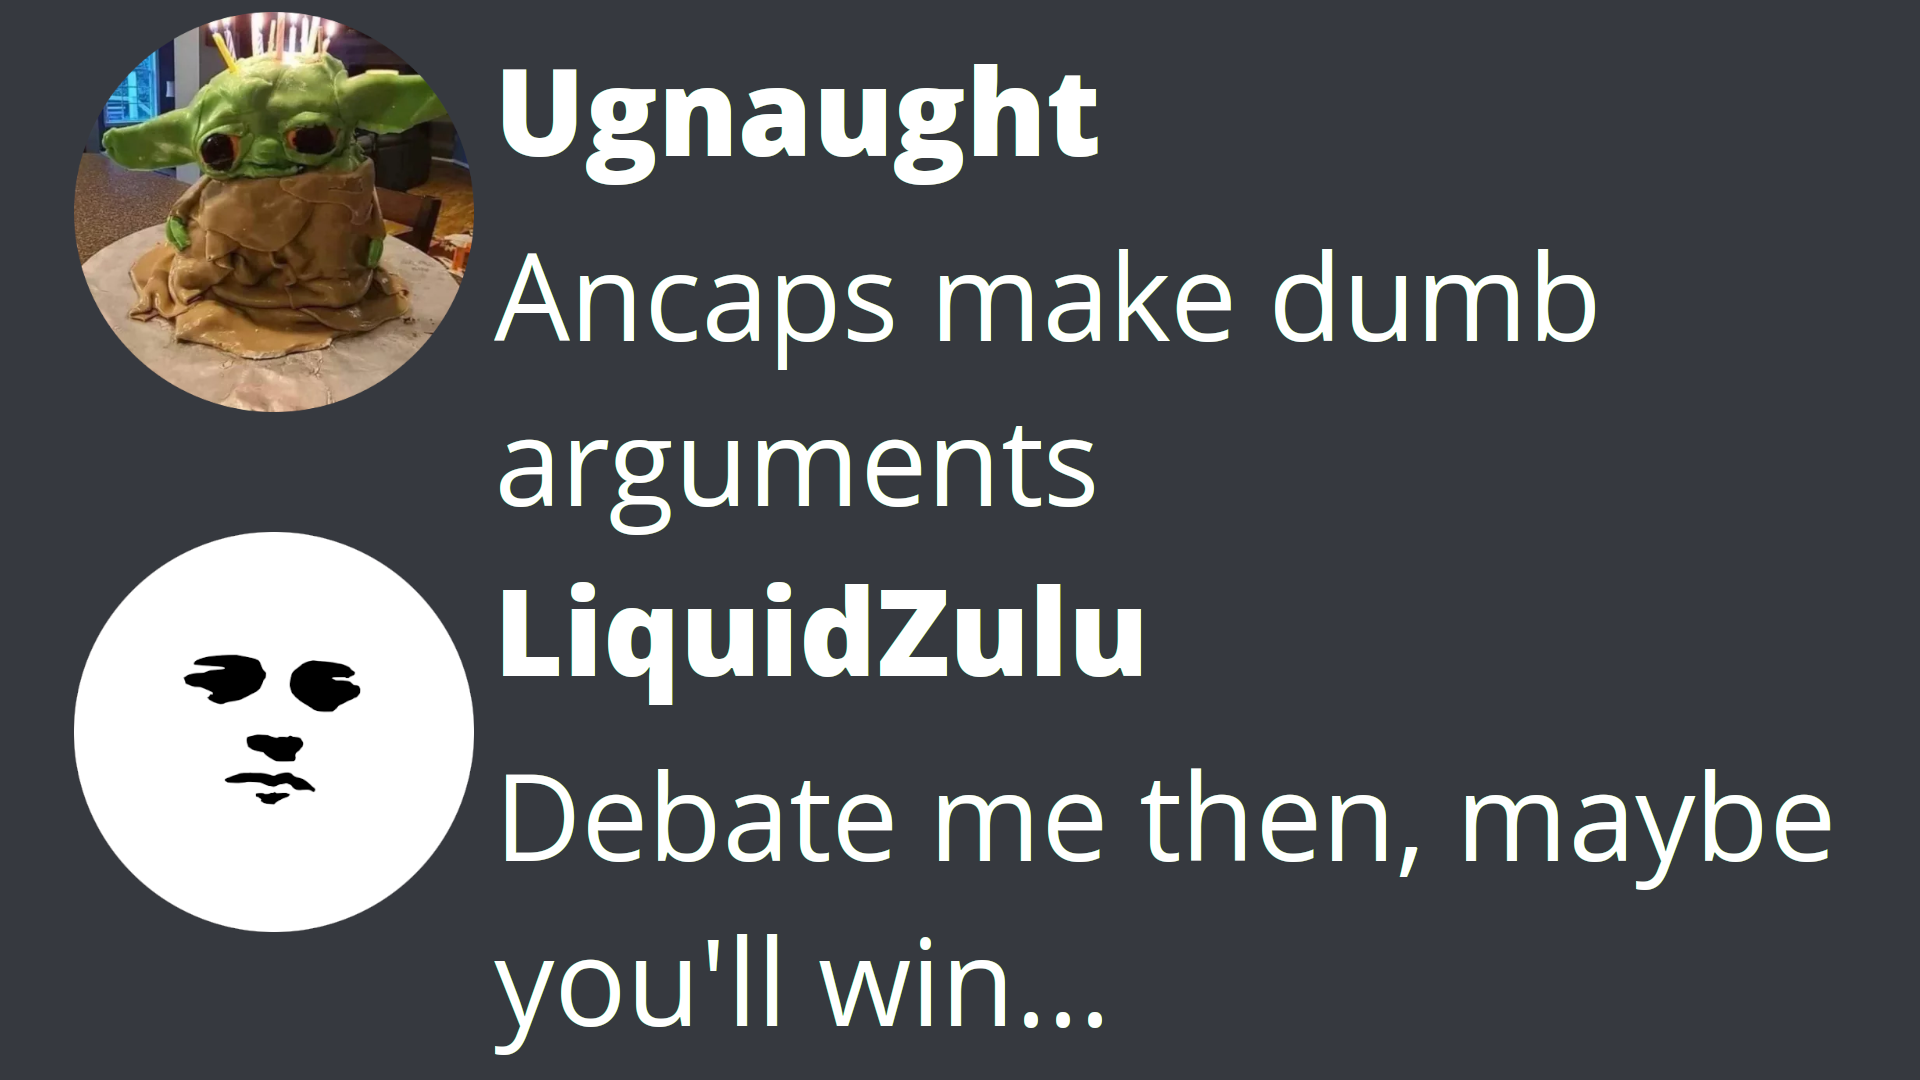 Ugnaught
Ancaps make dumb
arguments
LiquidZulu
Debate me then, maybe
you'll win...